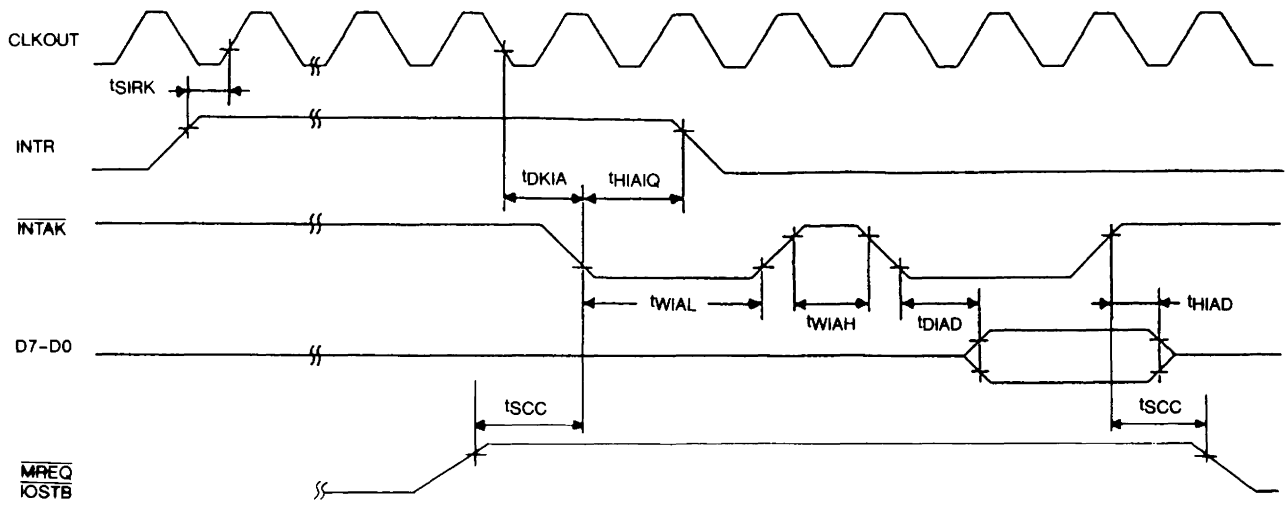 CLKOUT
tSIRK
INTR
tDKIA
tHIAIQ
INTAK
tWIAL
tWIAH
tDIAD
tHIAD
D7-D0
tSCC
tSCC
MREQ
IOSTB